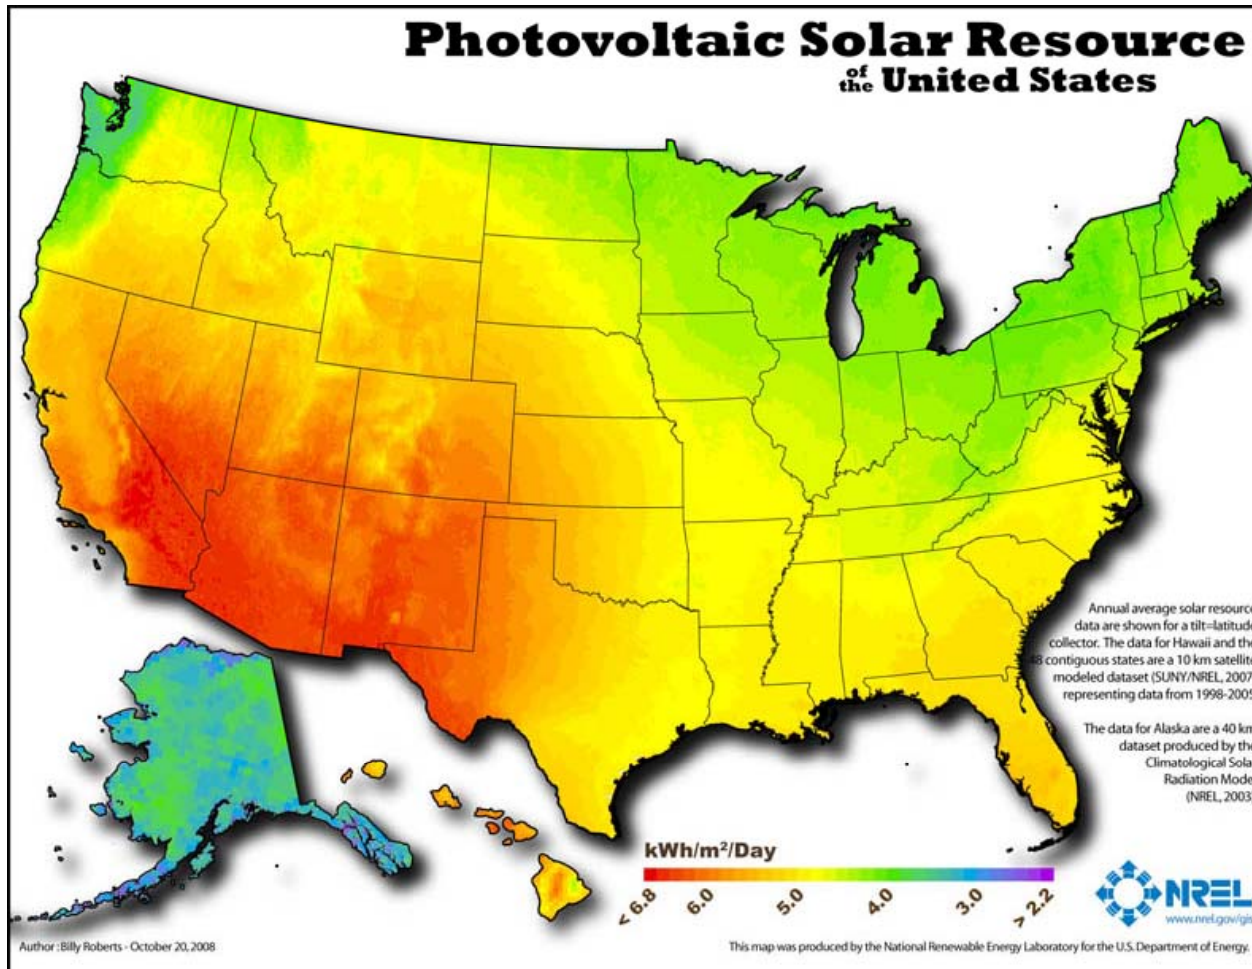 Photovoltaic Solar Resource
of the United States
Annual average solar resource
data are shown for a tilt=latitude
collector. The data for Hawaii and the
48 contiguous states are a 10 km satellite
modeled dataset (SUNY/NREL, 2007)
representing data from 1998-2005.
The data for Alaska are a 40 km
dataset produced by the
Climatological Solar
Radiation Model
(NREL, 2003).
kWh/m²/Day
< 6.8 6.0 5.0 4.0 3.0 > 2.2
NREL
www.nrel.gov/gis
Author : Billy Roberts - October 20, 2008
This map was produced by the National Renewable Energy Laboratory for the U.S. Department of Energy.